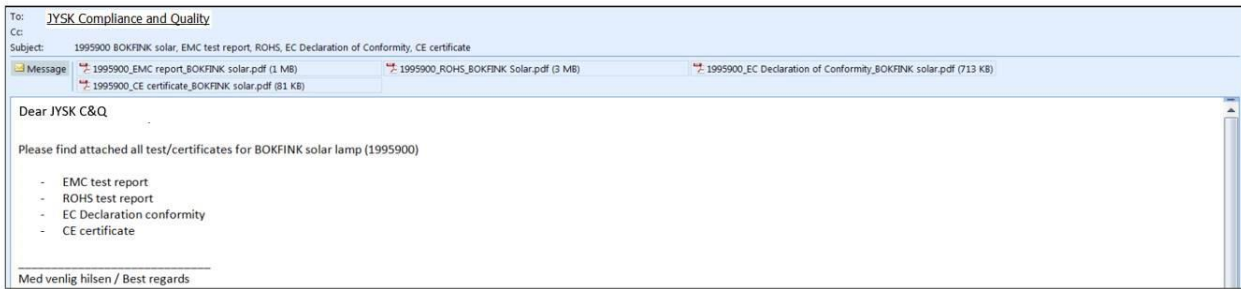 To: JYSK Compliance and Quality
Cc:
Subject: 1995900 BOKFINK solar, EMC test report, ROHS, EC Declaration of Conformity, CE certificate
Message 1995900_EMC report_BOKFINK solar.pdf (1 MB) 1995900_ROHS_BOKFINK Solar.pdf (3 MB) 1995900_EC Declaration of Conformity_BOKFINK solar.pdf (713 KB)
1995900_CE certificate_BOKFINK solar.pdf (81 KB)
Dear JYSK C&Q
Please find attached all test/certificates for BOKFINK solar lamp (1995900)
- EMC test report
- ROHS test report
- EC Declaration conformity
- CE certificate
Med venlig hilsen / Best regards